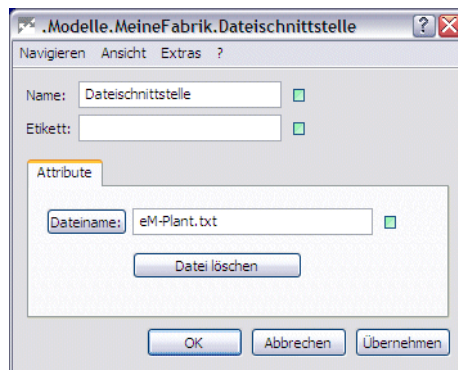 .Modelle.MeineFabrik.Dateischnittstelle ?
Navigieren Ansicht Extras ?
Name: Dateischnittstelle
Etikett:
Attribute
Dateiname: eM-Plant.txt
Datei löschen
OK Abbrechen Übernehmen